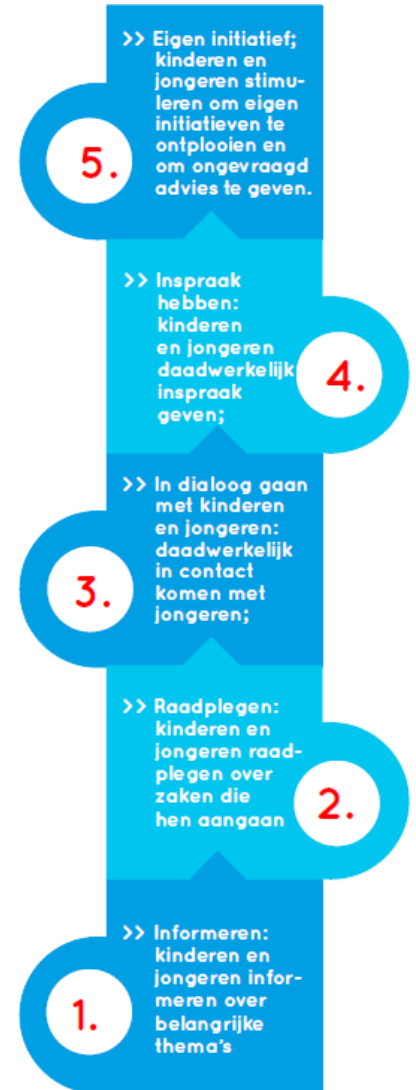 >> Eigen initiatief;
kinderen en
jongeren stimu-
leren om eigen
initiatieven te
ontplooien en
om ongevraagd
advies te geven.
5.
>> Inspraak
hebben:
kinderen
en jongeren
daadwerkelijk
inspraak
geven;
4.
>> In dialoog gaan
met kinderen
en jongeren:
daadwerkelijk
in contact
komen met
jongeren;
3.
>> Raadplegen:
kinderen en
jongeren raad-
plegen over
zaken die
hen aangaan
2.
>> Informeren:
kinderen en
jongeren infor-
meren over
belangrijke
thema's
1.